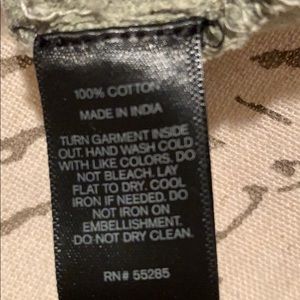 100% COTTON
MADE IN INDIA
TURN GARMENT INSIDE
OUT. HAND WASH COLD
WITH LIKE COLORS. DO
NOT BLEACH. LAY
FLAT TO DRY. COOL
IRON IF NEEDED. DO
NOT IRON ON
EMBELLISHMENT.
DO NOT DRY CLEAN.
RN# 55285